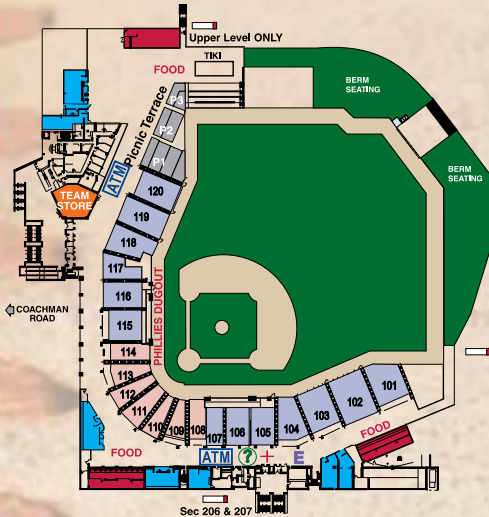 Upper Level ONLY
TIKI
FOOD
BERM
SEATING
Picnic Terrace
P3
P2
P1
ATM
TEAM
STORE
BERM
SEATING
120
119
118
117
116
115
114
113
112
111
110
109
108
107
106
105
104
103
102
101
PHILLIES DUGOUT
COACHMAN
ROAD
FOOD
FOOD
ATM
?
+
E
Sec 206 & 207